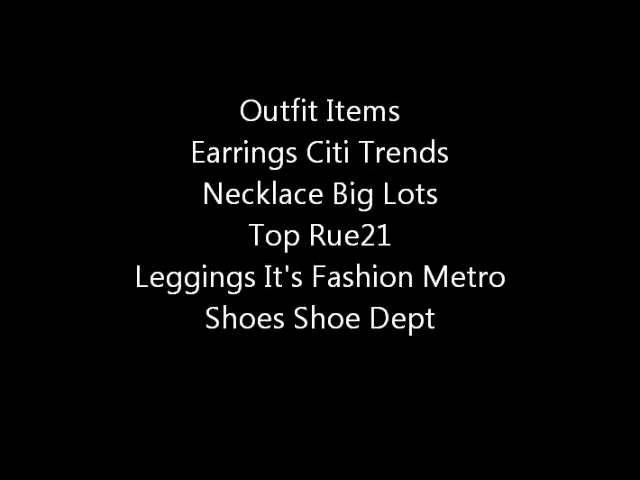 Outfit Items
Earrings Citi Trends
Necklace Big Lots
Top Rue21
Leggings It's Fashion Metro
Shoes Shoe Dept